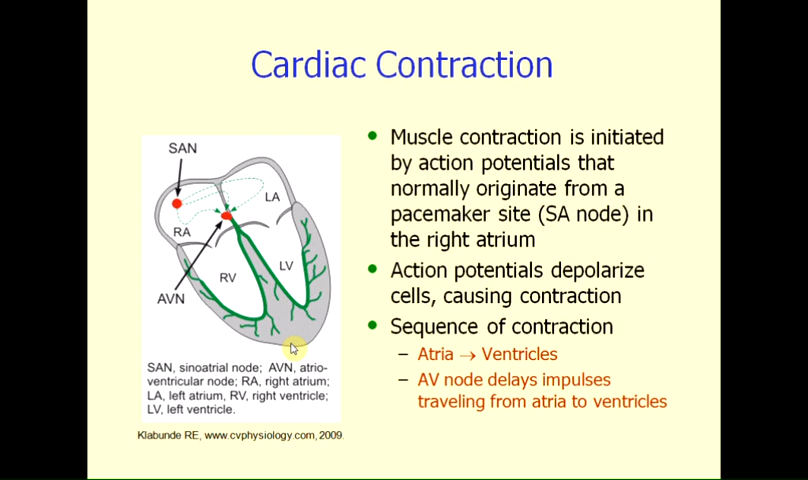 Cardiac Contraction
SAN
LA
RA
RV
LV
AVN
SAN, sinoatrial node; AVN, atrio-
ventricular node; RA, right atrium;
LA, left atrium, RV, right ventricle;
LV, left ventricle.
Klabunde RE, www.cvphysiology.com, 2009.
• Muscle contraction is initiated
by action potentials that
normally originate from a
pacemaker site (SA node) in
the right atrium
• Action potentials depolarize
cells, causing contraction
• Sequence of contraction
– Atria → Ventricles
– AV node delays impulses
traveling from atria to ventricles